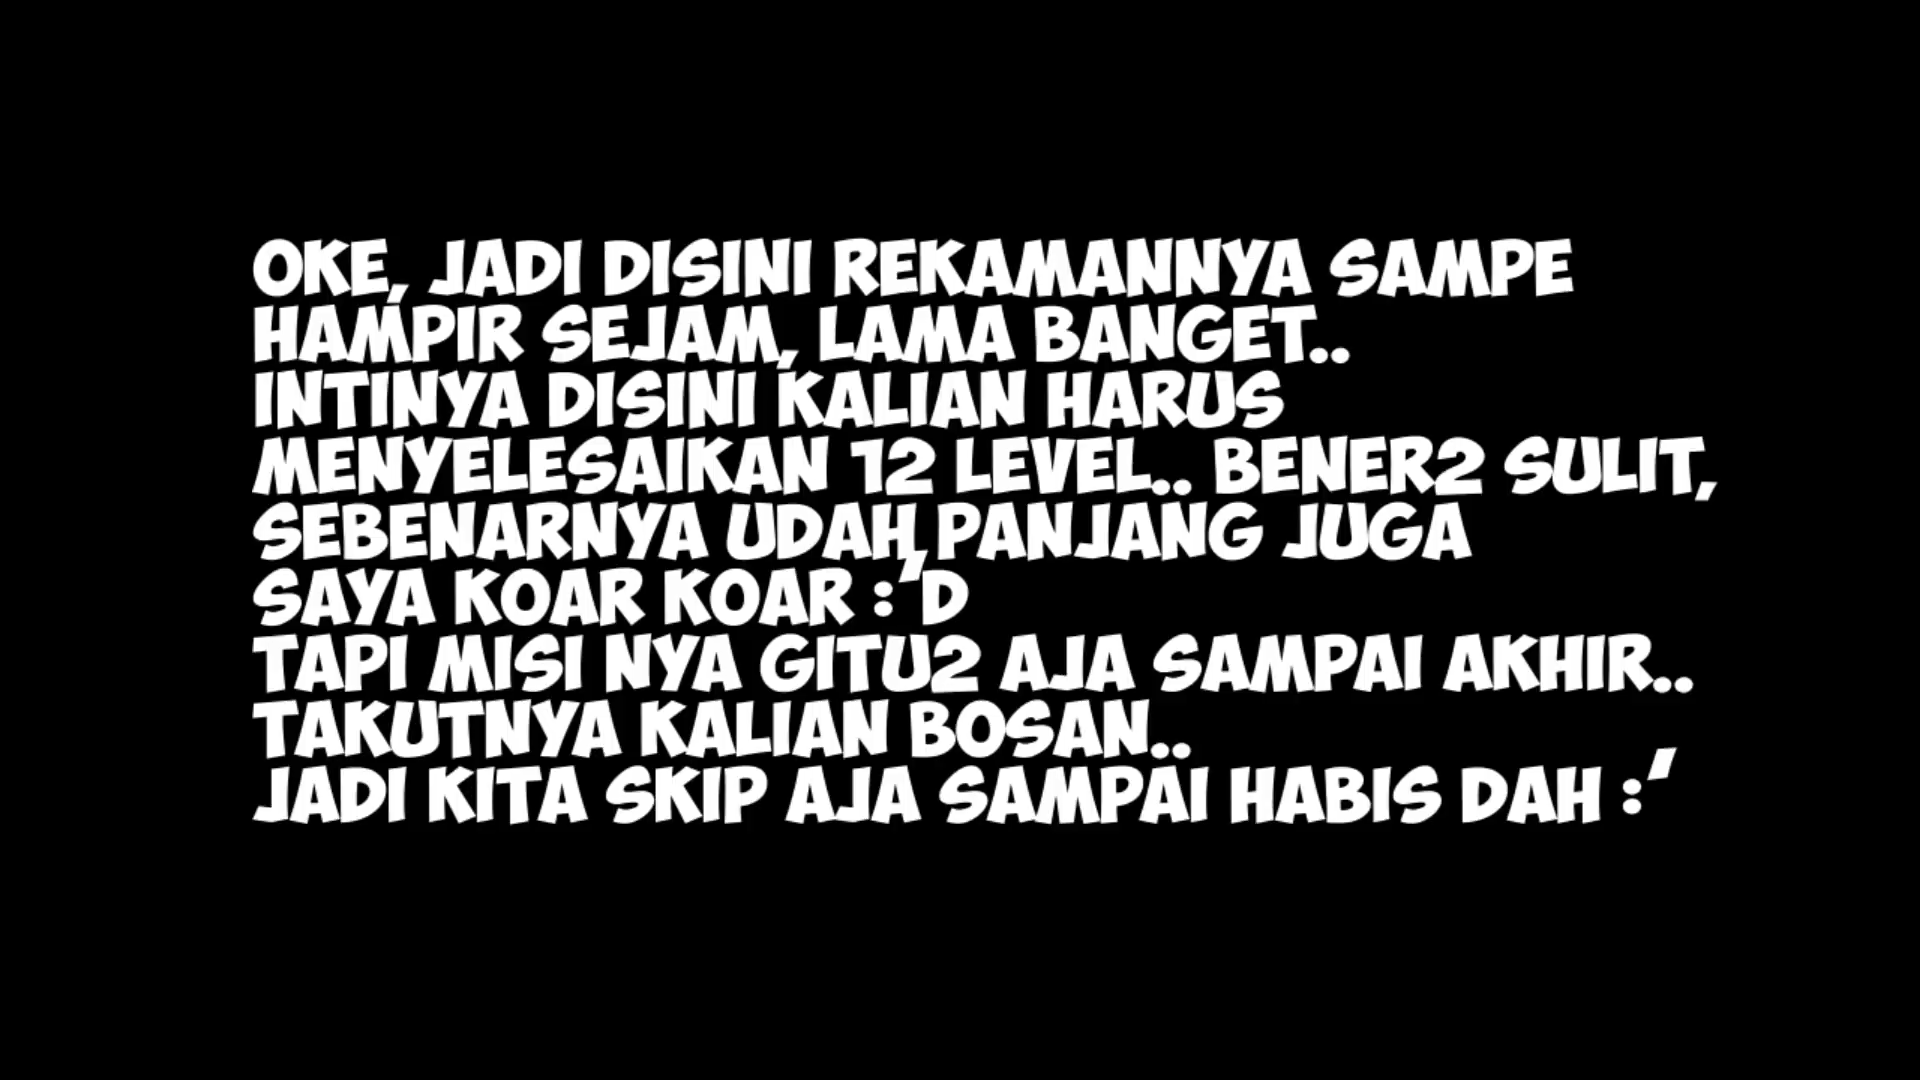 OKE, JADI DISINI REKAMANNYA SAMPE
HAMPIR SEJAM, LAMA BANGET..
INTINYA DISINI KALIAN HARUS
MENYELESAIKAN 12 LEVEL.. BENER2 SULIT,
SEBENARNYA UDAH PANJANG JUGA
SAYA KOAR KOAR :'D
TAPI MISI NYA GITU2 AJA SAMPAI AKHIR..
TAKUTNYA KALIAN BOSAN..
JADI KITA SKIP AJA SAMPAI HABIS DAH :'